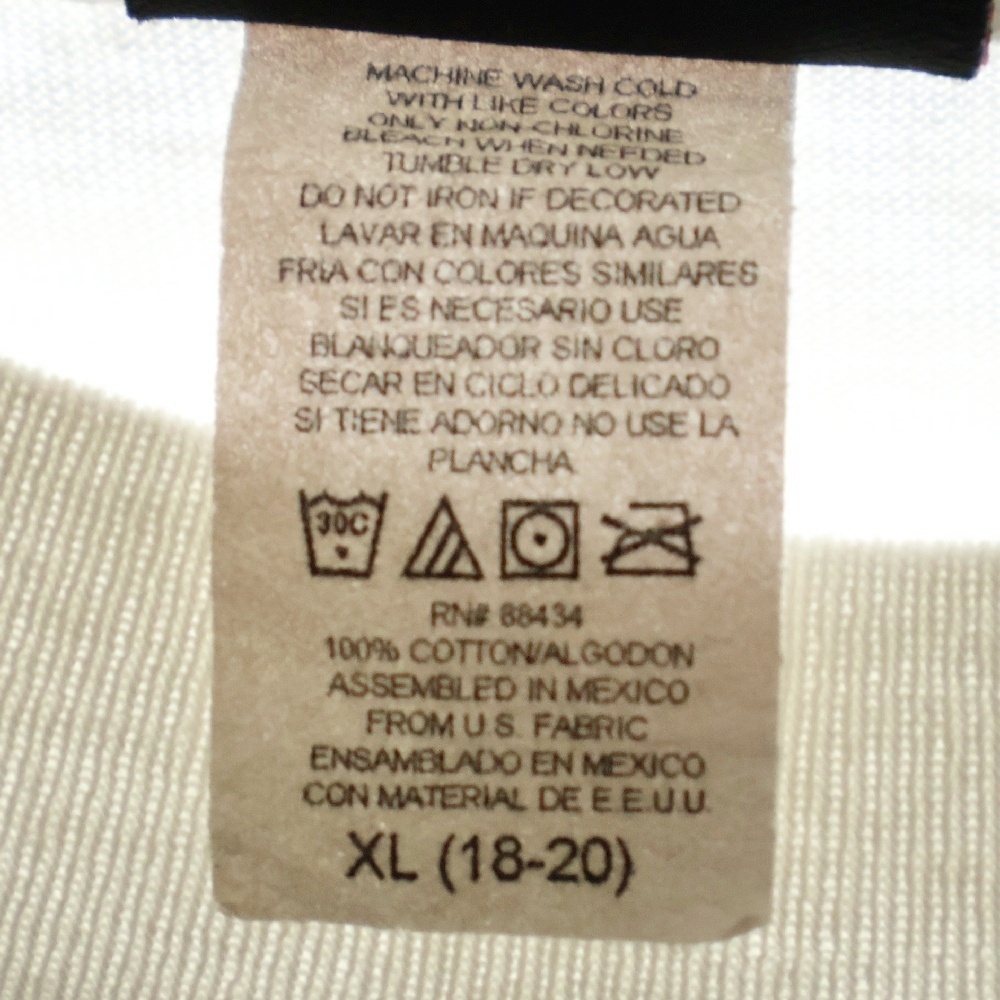 MACHINE WASH COLD
WITH LIKE COLORS
ONLY NON-CHLORINE
BLEACH WHEN NEEDED
TUMBLE DRY LOW
DO NOT IRON IF DECORATED
LAVAR EN MAQUINA AGUA
FRIA CON COLORES SIMILARES
SI ES NECESARIO USE
BLANQUEADOR SIN CLORO
SECAR EN CICLO DELICADO
SI TIENE ADORNO NO USE LA
PLANCHA
30C
RN# 88434
100% COTTON/ALGODON
ASSEMBLED IN MEXICO
FROM U.S. FABRIC
ENSAMBLADO EN MEXICO
CON MATERIAL DE E.E.U.U.
XL (18-20)